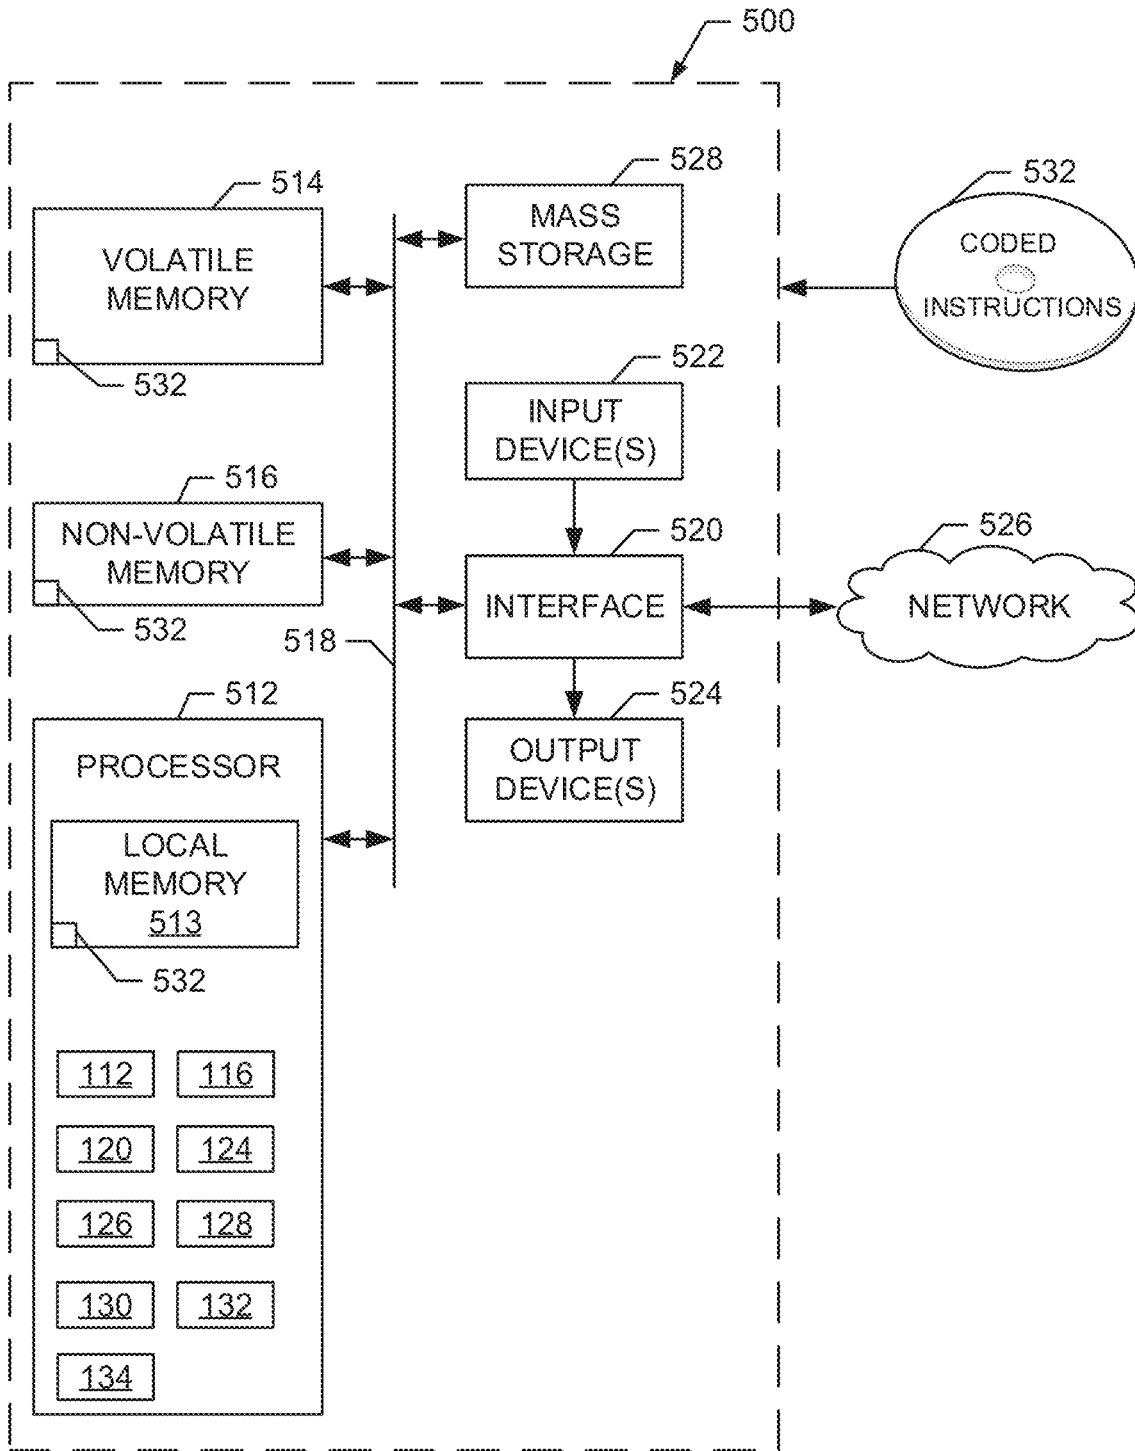 500
514
VOLATILE
MEMORY
532
528
MASS
STORAGE
532
CODED
INSTRUCTIONS
522
INPUT
DEVICE(S)
516
NON-VOLATILE
MEMORY
532
520
INTERFACE
526
NETWORK
518
512
PROCESSOR
LOCAL
MEMORY
513
532
524
OUTPUT
DEVICE(S)
112 116
120 124
126 128
130 132
134